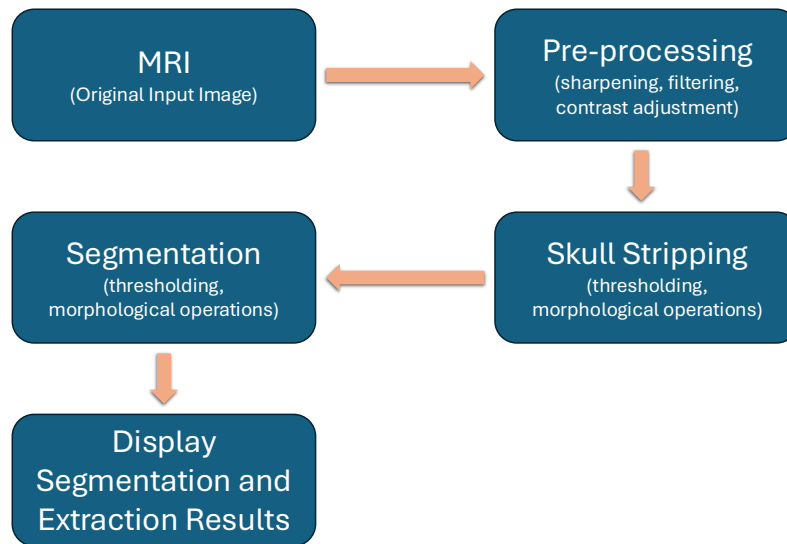 MRI
(Original Input Image)
Pre-processing
(sharpening, filtering,
contrast adjustment)
Skull Stripping
(thresholding,
morphological operations)
Segmentation
(thresholding,
morphological operations)
Display
Segmentation and
Extraction Results